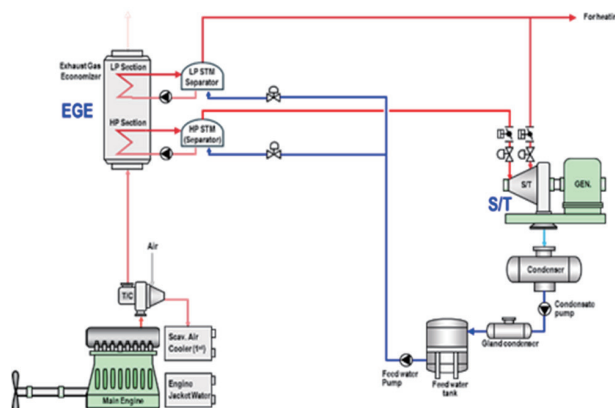 For heating
Exhaust Gas
Economizer
LP Section
LP STM
Separator
EGE
HP Section
HP STM
(Separator)
S/T
GEN.
S/T
Air
Condenser
T/C
Condensate
pump
Scav. Air
Cooler (1st)
Gland condenser
Feed water
Pump
Feed water
tank
Engine
Jacket Water
Main Engine